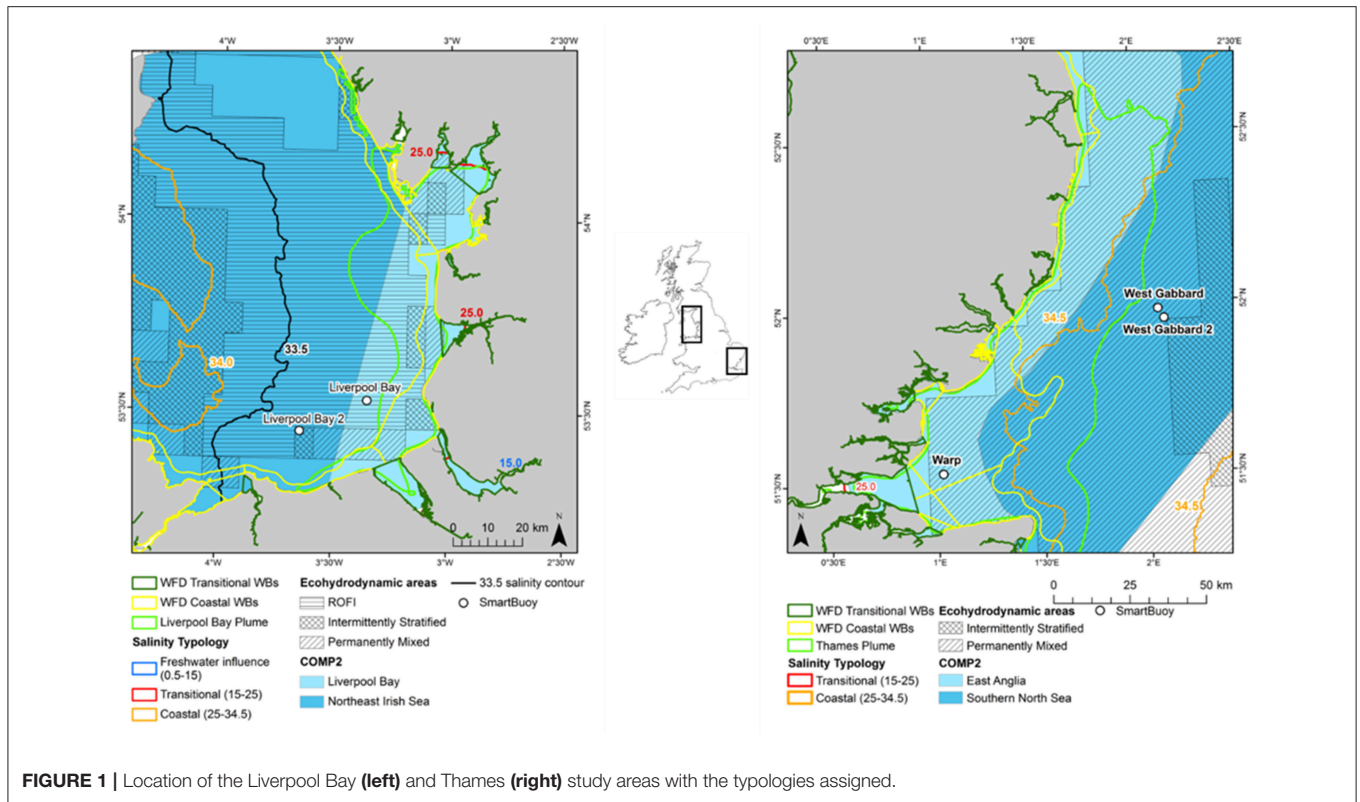 4°W
3°30'W
3°W
54°N
53°30'N
25.0
25.0
34.0
33.5
Liverpool Bay
Liverpool Bay 2
15.0
54°N
53°30'N
0 10 20 km
N
4°W
3°30'W
3°W
2°30'W
WFD Transitional WBs
WFD Coastal WBs
Liverpool Bay Plume
Salinity Typology
Freshwater influence
(0.5-15)
Transitional (15-25)
Coastal (25-34.5)
Ecohydrodynamic areas
ROFI
Intermittently Stratified
Permanently Mixed
COMP2
Liverpool Bay
Northeast Irish Sea
33.5 salinity contour
SmartBuoy
0°30'E
1°E
1°30'E
2°E
2°30'E
52°30'N
52°N
51°30'N
34.5
West Gabbard
West Gabbard 2
Warp
25.0
34.5
52°30'N
52°N
51°30'N
N
0°30'E
1°E
1°30'E
2°E
0 25 50 km
WFD Transitional WBs
WFD Coastal WBs
Thames Plume
Salinity Typology
Transitional (15-25)
Coastal (25-34.5)
Ecohydrodynamic areas
Intermittently Stratified
Permanently Mixed
COMP2
East Anglia
Southern North Sea
SmartBuoy
FIGURE 1 | Location of the Liverpool Bay (left) and Thames (right) study areas with the typologies assigned.